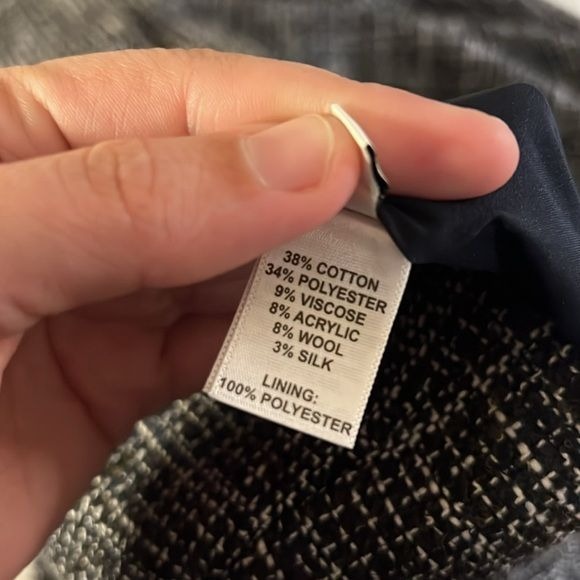 38% COTTON
34% POLYESTER
9% VISCOSE
8% ACRYLIC
8% WOOL
3% SILK
LINING:
100% POLYESTER